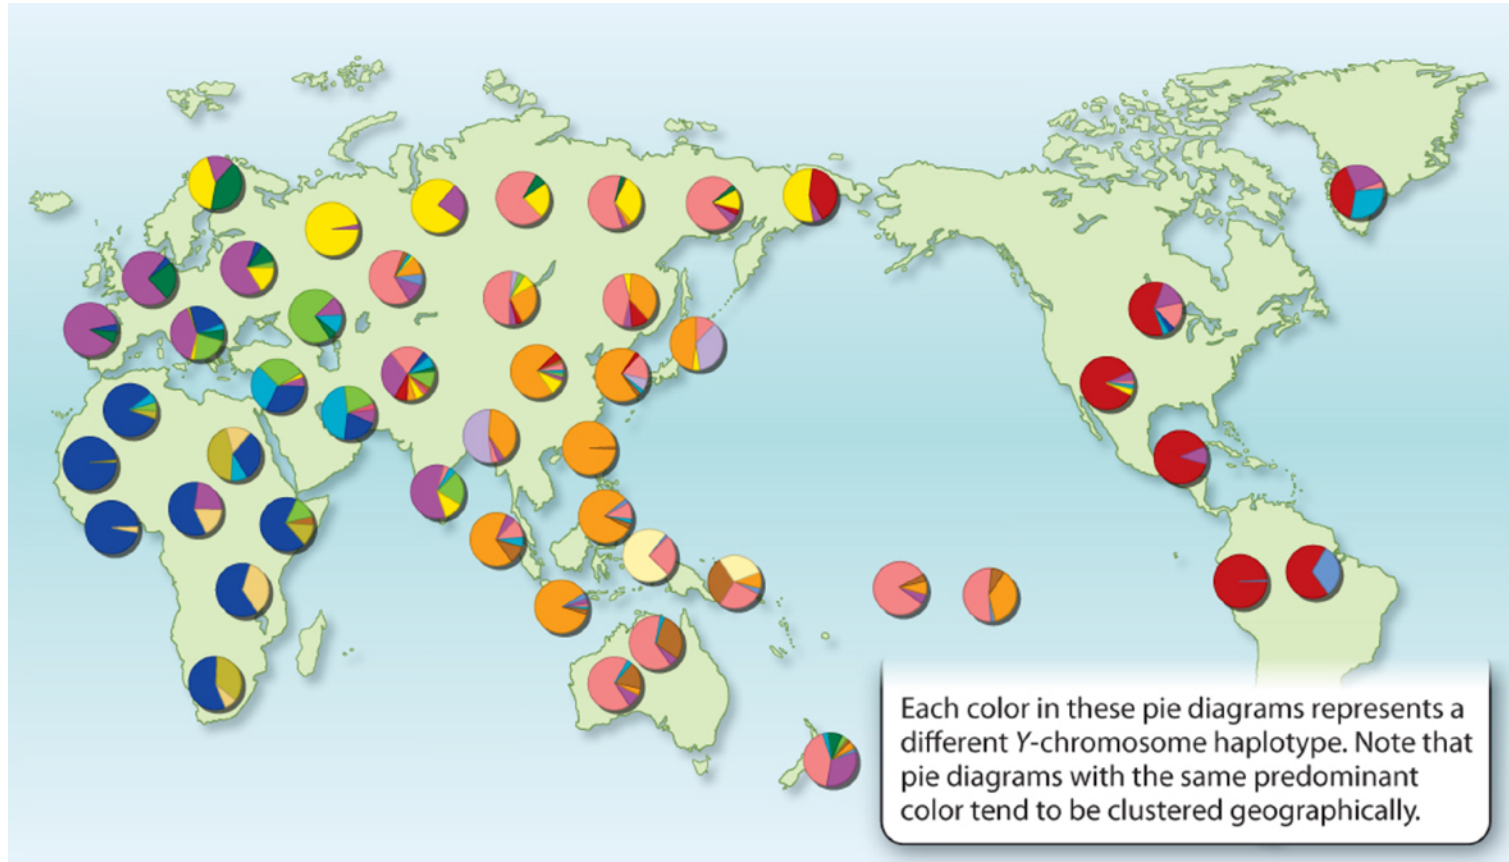 Each color in these pie diagrams represents a
different Y-chromosome haplotype. Note that
pie diagrams with the same predominant
color tend to be clustered geographically.